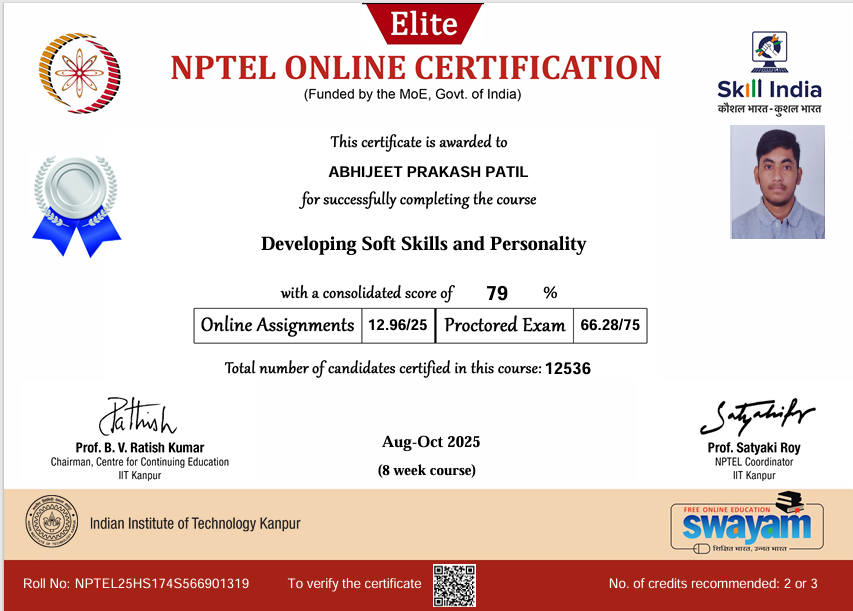 Elite
NPTEL ONLINE CERTIFICATION
(Funded by the MoE, Govt. of India)
Skill India
कौशल भारत - कुशल भारत
This certificate is awarded to
ABHIJEET PRAKASH PATIL
for successfully completing the course
Developing Soft Skills and Personality
with a consolidated score of 79 %
Online Assignments 12.96/25 Proctored Exam 66.28/75
Total number of candidates certified in this course: 12536
Prof. B. V. Ratish Kumar
Chairman, Centre for Continuing Education
IIT Kanpur
Aug-Oct 2025
(8 week course)
Prof. Satyaki Roy
NPTEL Coordinator
IIT Kanpur
Indian Institute of Technology Kanpur
FREE ONLINE EDUCATION
swayam
शिक्षित भारत, उन्नत भारत
Roll No: NPTEL25HS174S566901319
To verify the certificate
No. of credits recommended: 2 or 3